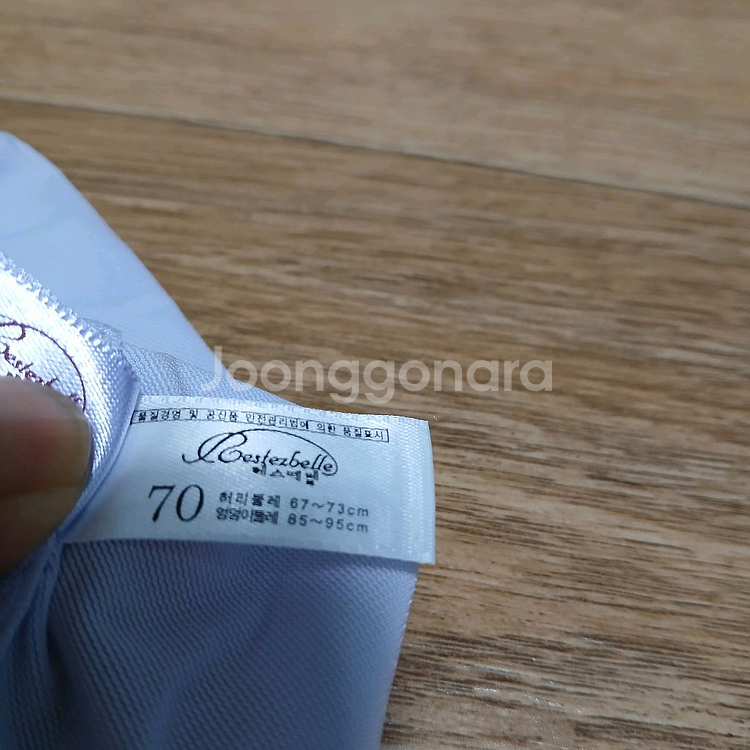 Joonggonara
품질경영 및 공산품 안전관리법에 의한 품질표시
Bestezbelle
베스떼벨
70
허리둘레 67~73cm
엉덩이둘레 85~95cm